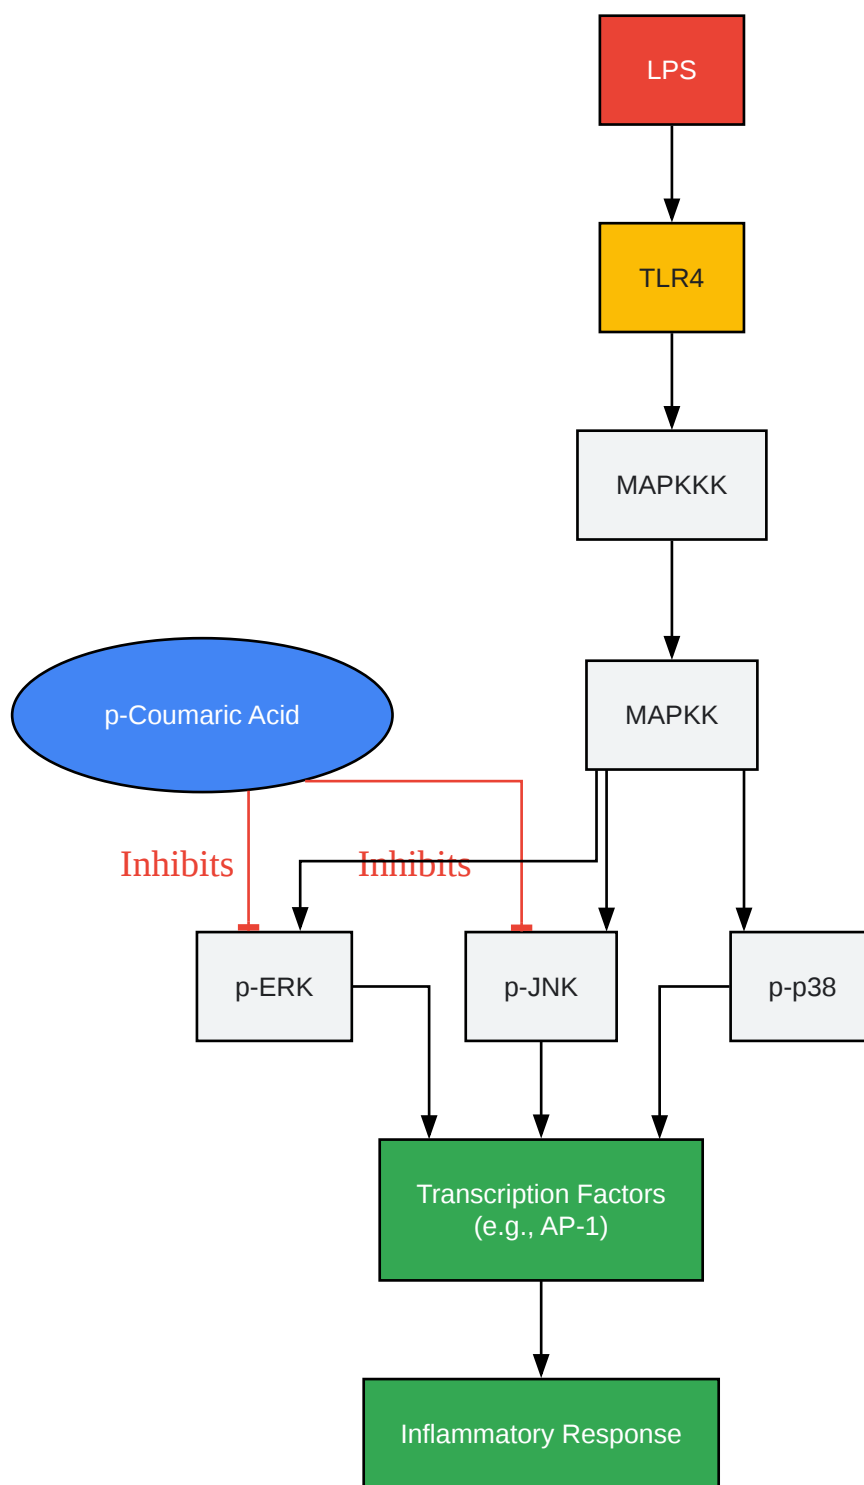 LPS
TLR4
MAPKKK
p-Coumaric Acid
MAPKK
Inhibits
Inhibits
p-ERK
p-JNK
p-p38
Transcription Factors
(e.g., AP-1)
Inflammatory Response